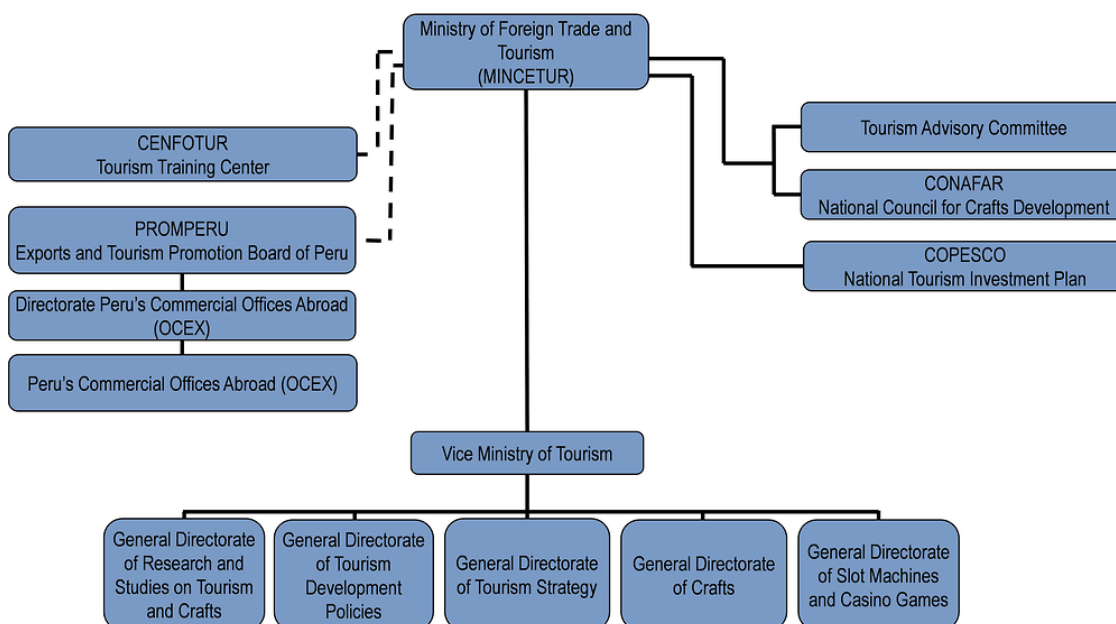 Ministry of Foreign Trade and
Tourism
(MINCETUR)
CENFOTUR
Tourism Training Center
PROMPERU
Exports and Tourism Promotion Board of Peru
Directorate Peru's Commercial Offices Abroad
(OCEX)
Peru's Commercial Offices Abroad (OCEX)
Tourism Advisory Committee
CONAFAR
National Council for Crafts Development
COPESCO
National Tourism Investment Plan
Vice Ministry of Tourism
General Directorate
of Research and
Studies on Tourism
and Crafts
General Directorate
of Tourism
Development
Policies
General Directorate
of Tourism Strategy
General Directorate
of Crafts
General Directorate
of Slot Machines
and Casino Games